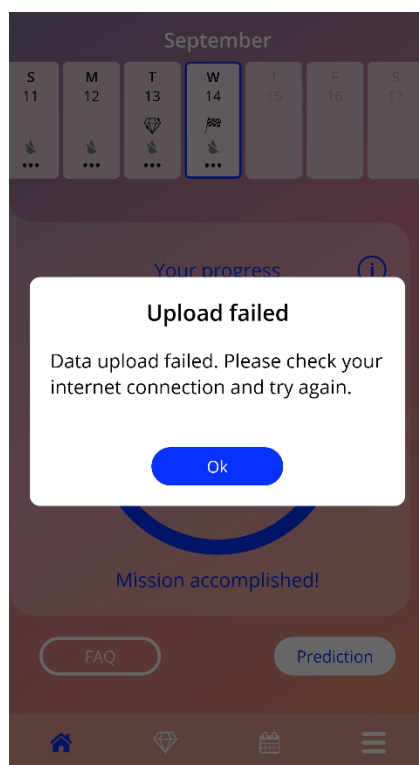 September
S M T W T F S
11 12 13 14 15 16 17
Your progress
Upload failed
Data upload failed. Please check your
internet connection and try again.
Ok
Mission accomplished!
FAQ Prediction